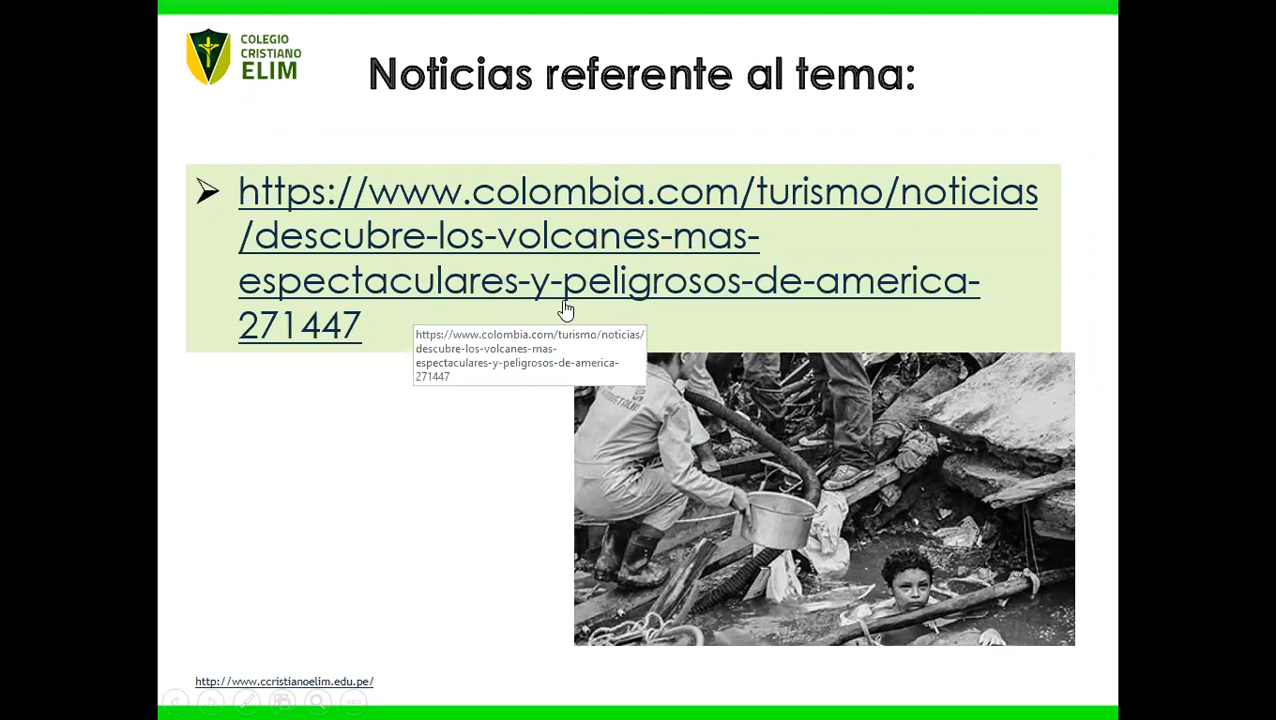 COLEGIO
CRISTIANO
ELIM
Noticias referente al tema:
https://www.colombia.com/turismo/noticias
/descubre-los-volcanes-mas-
espectaculares-y-peligrosos-de-america-
271447
https://www.colombia.com/turismo/noticias/
descubre-los-volcanes-mas-
espectaculares-y-peligrosos-de-america-
271447
http://www.ccristianoelim.edu.pe/